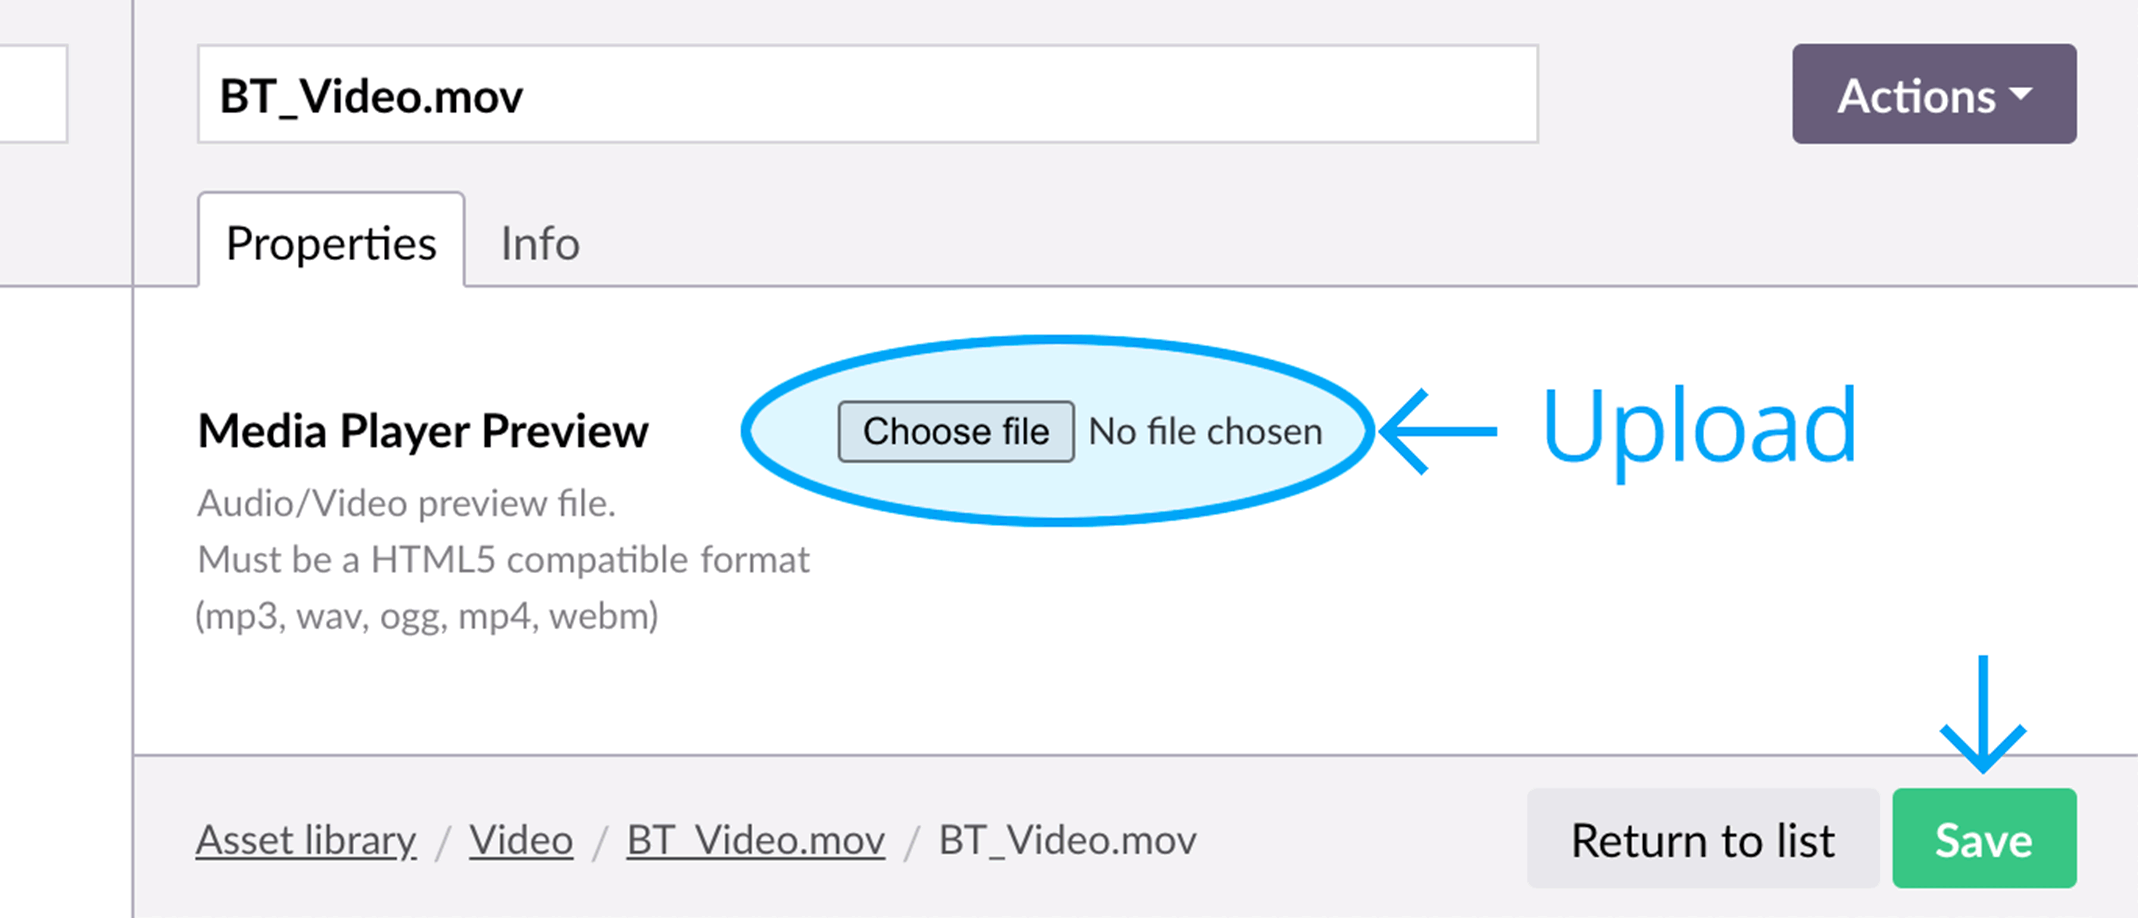 BT_Video.mov
Actions
Properties
Info
Media Player Preview
Choose file No file chosen
Upload
Audio/Video preview file.
Must be a HTML5 compatible format
(mp3, wav, ogg, mp4, webm)
Asset library / Video / BT_Video.mov / BT_Video.mov
Return to list
Save